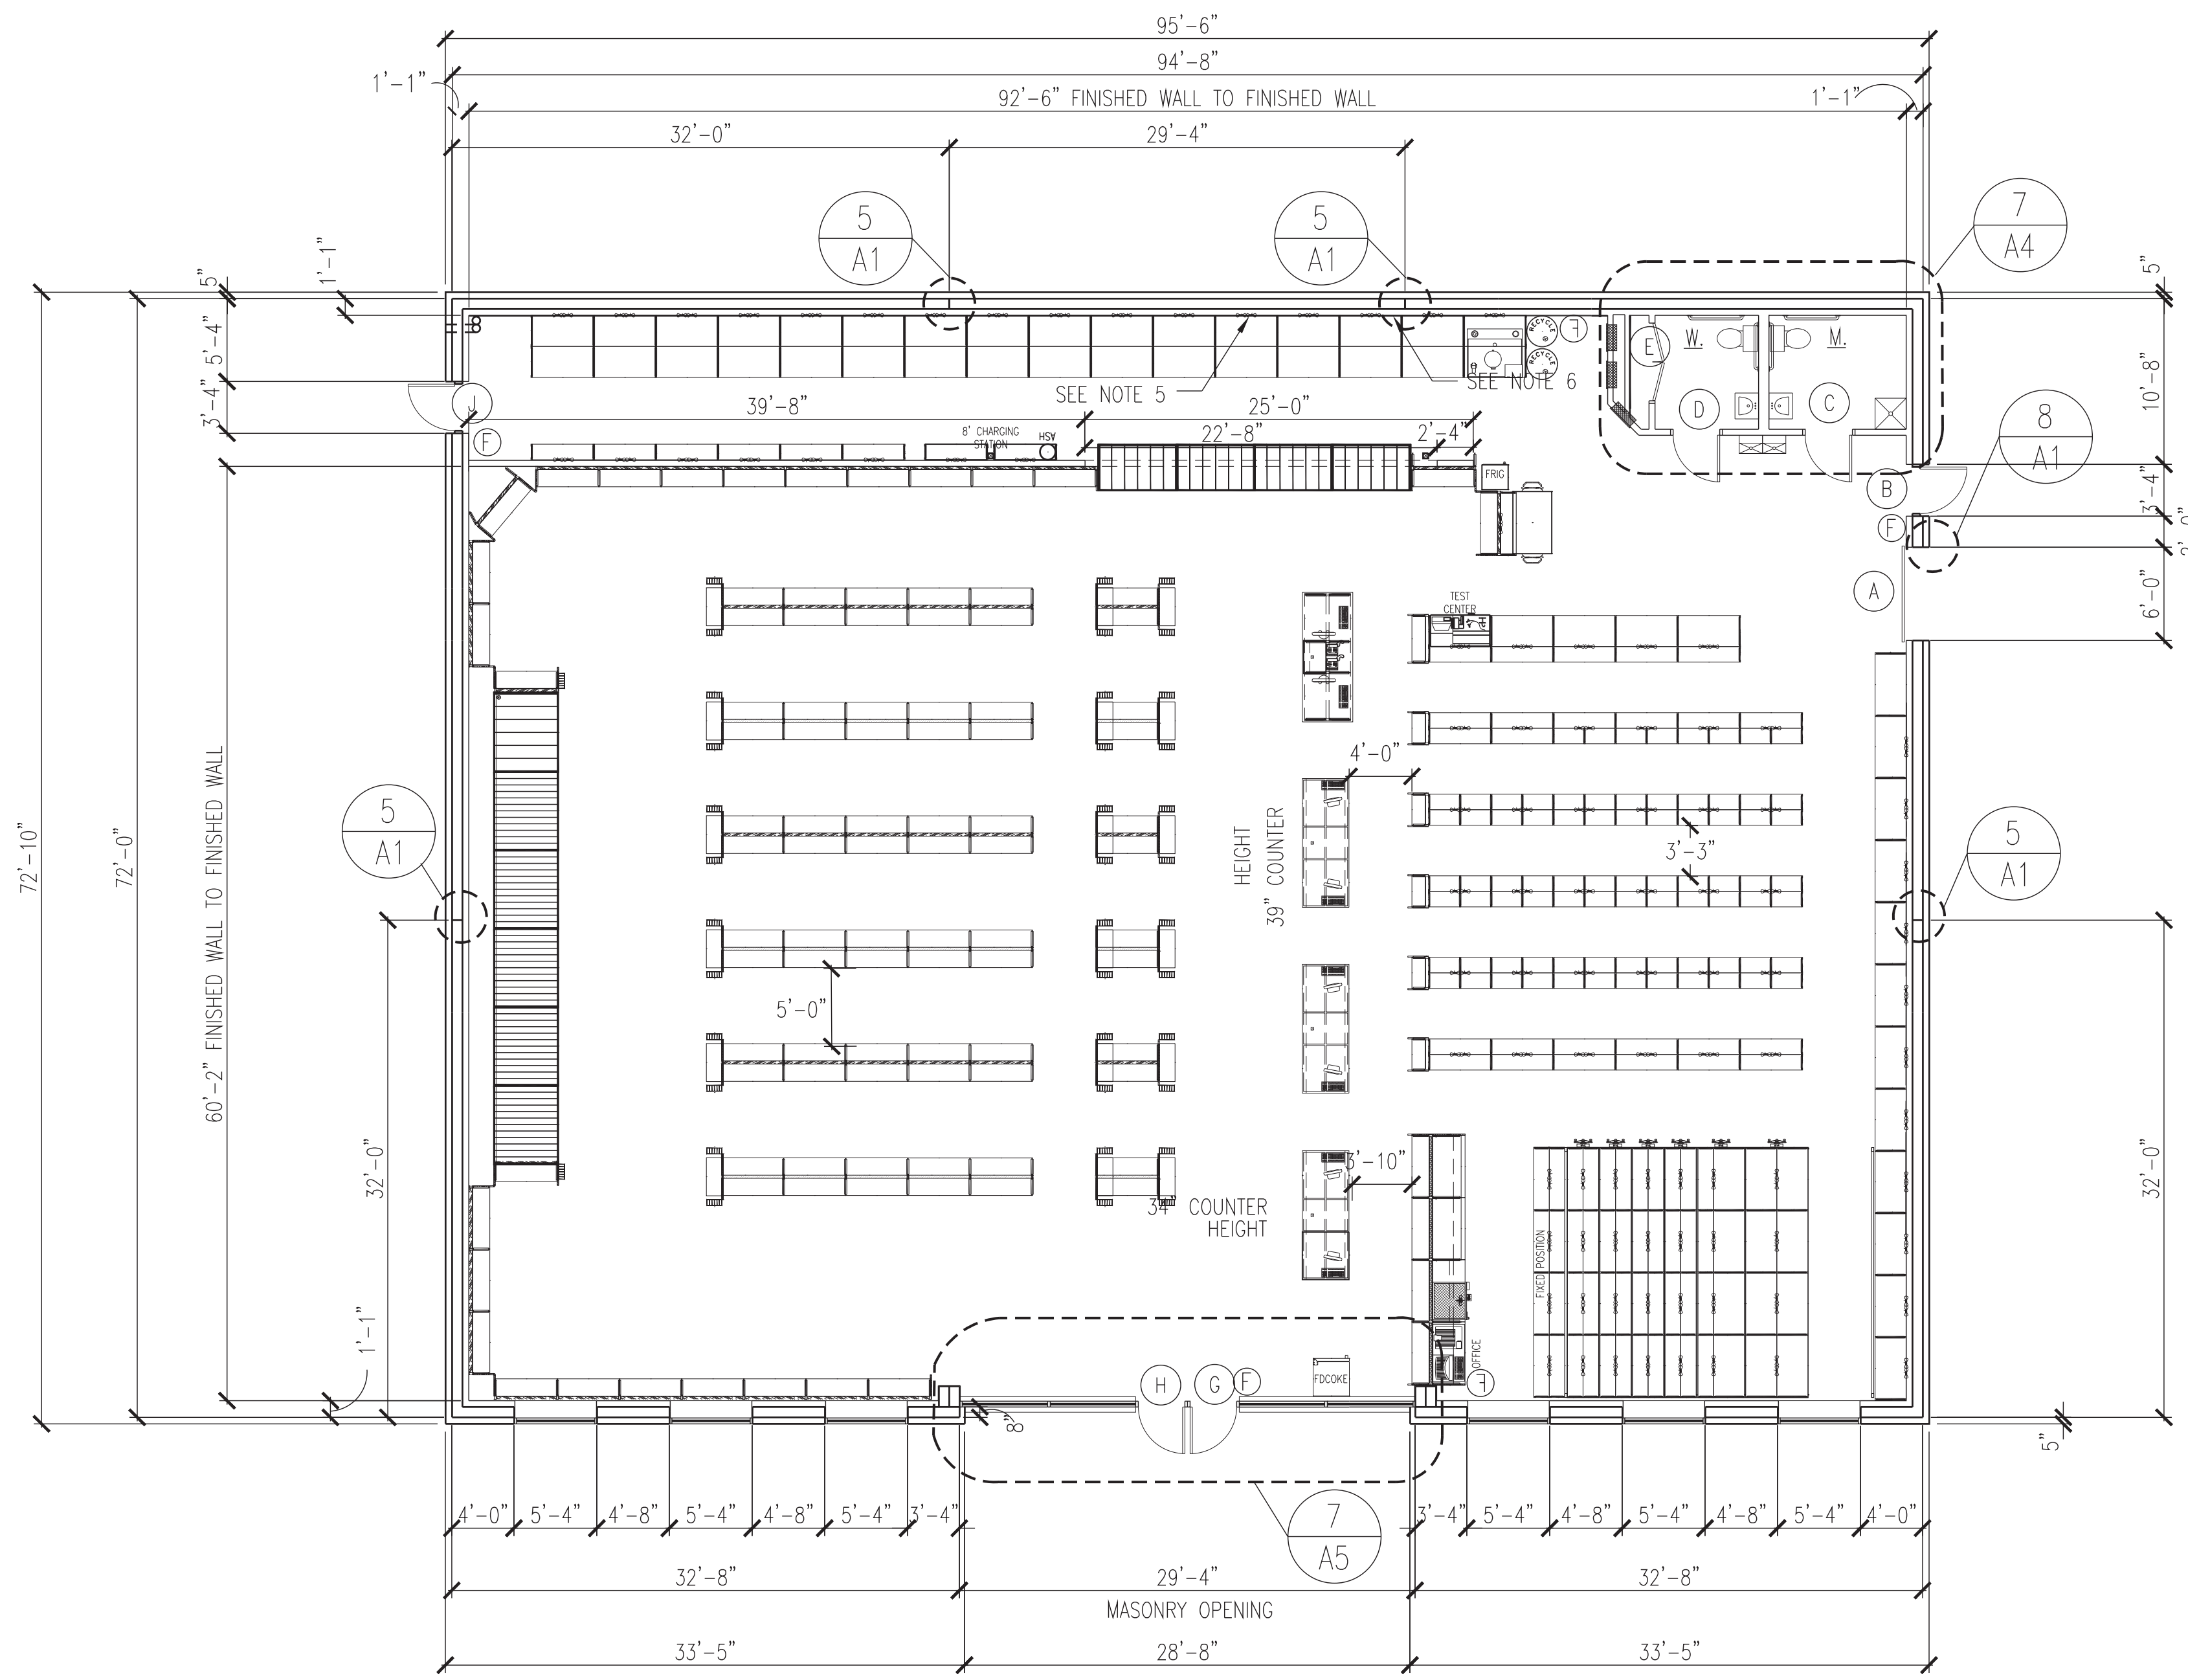 95'-6"
94'-8"
1'-1"
92'-6" FINISHED WALL TO FINISHED WALL
1'-1"
32'-0"
29'-4"
5
A1
5
A1
7
A4
5"
1'-1"
5"
5'-4"
3'-4"
10'-8"
3'-4"
2'-0"
6'-0"
RECYCLE
RECYCLE
F
E
W.
M.
D
C
SEE NOTE 5
SEE NOTE 6
J
39'-8"
25'-0"
22'-8"
2'-4"
F
8' CHARGING
STATION
HSA
FRIG
8
A1
B
F
A
TEST
CENTER
4'-0"
3'-3"
HEIGHT
39" COUNTER
72'-10"
72'-0"
60'-2" FINISHED WALL TO FINISHED WALL
5
A1
5
A1
32'-0"
5'-0"
1'-1"
3'-10"
34" COUNTER
HEIGHT
FIXED POSITION
32'-0"
OFFICE
F
H
G
F
FDCOKE
8"
5"
4'-0"
5'-4"
4'-8"
5'-4"
4'-8"
5'-4"
3'-4"
3'-4"
5'-4"
4'-8"
5'-4"
4'-8"
5'-4"
4'-0"
7
A5
32'-8"
29'-4"
32'-8"
MASONRY OPENING
33'-5"
28'-8"
33'-5"